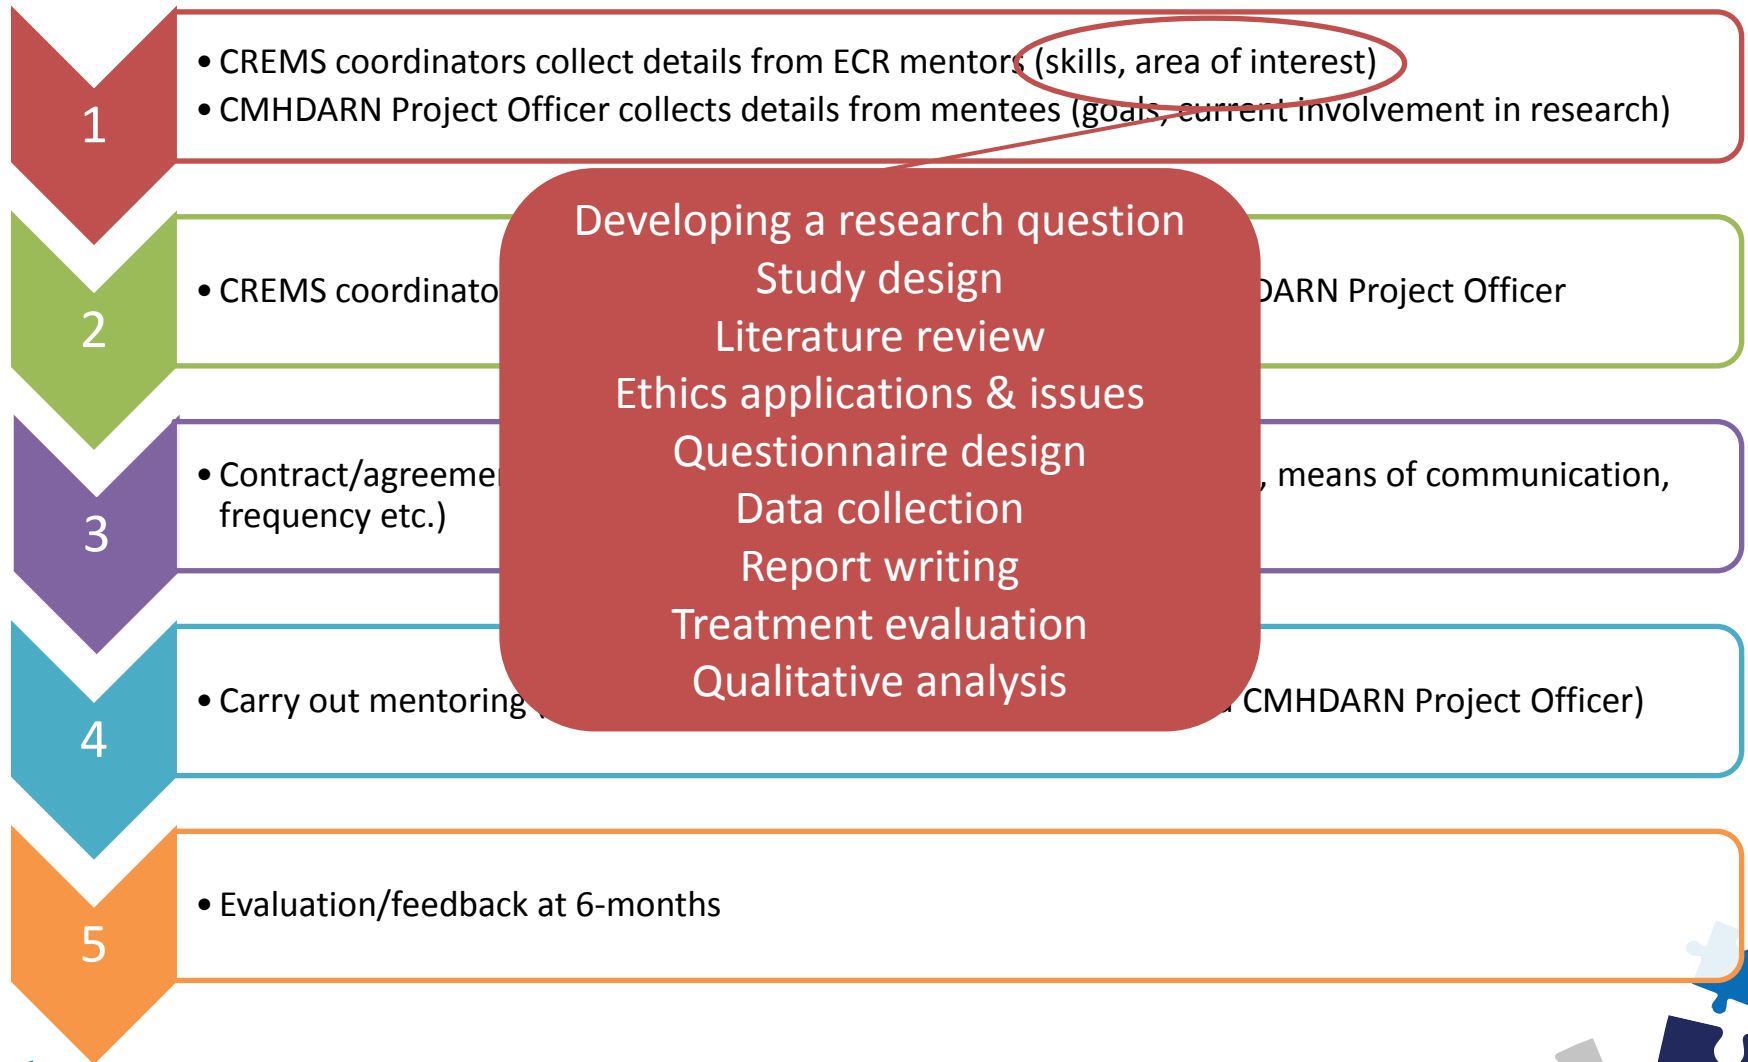 1
• CREMS coordinators collect details from ECR mentors (skills, area of interest)
• CMHDARN Project Officer collects details from mentees (goals, current involvement in research)
Developing a research question
Study design
Literature review
Ethics applications & issues
Questionnaire design
Data collection
Report writing
Treatment evaluation
Qualitative analysis
2
• CREMS coordinato DARN Project Officer
3
• Contract/agreemen , means of communication,
frequency etc.)
4
• Carry out mentoring ( CMHDARN Project Officer)
5
• Evaluation/feedback at 6-months